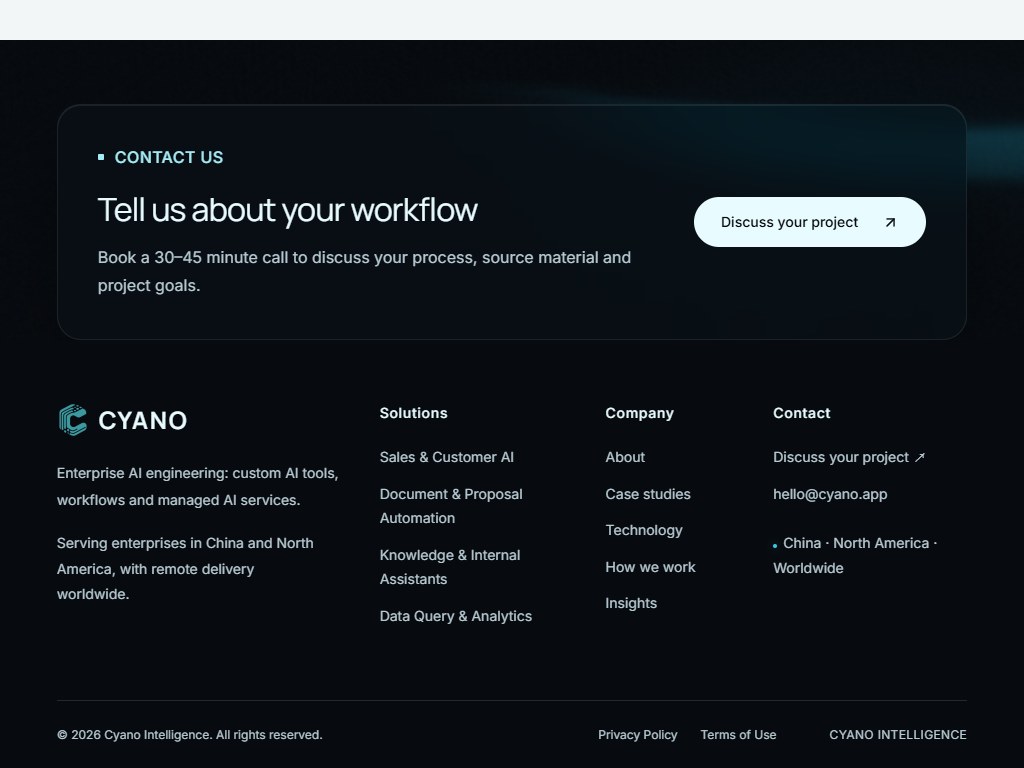 CONTACT US
Tell us about your workflow
Book a 30–45 minute call to discuss your process, source material and
project goals.
Discuss your project ↗
CYANO
Enterprise AI engineering: custom AI tools,
workflows and managed AI services.
Serving enterprises in China and North
America, with remote delivery
worldwide.
Solutions
Sales & Customer AI
Document & Proposal
Automation
Knowledge & Internal
Assistants
Data Query & Analytics
Company
About
Case studies
Technology
How we work
Insights
Contact
Discuss your project ↗
hello@cyano.app
China · North America ·
Worldwide
© 2026 Cyano Intelligence. All rights reserved.
Privacy Policy
Terms of Use
CYANO INTELLIGENCE